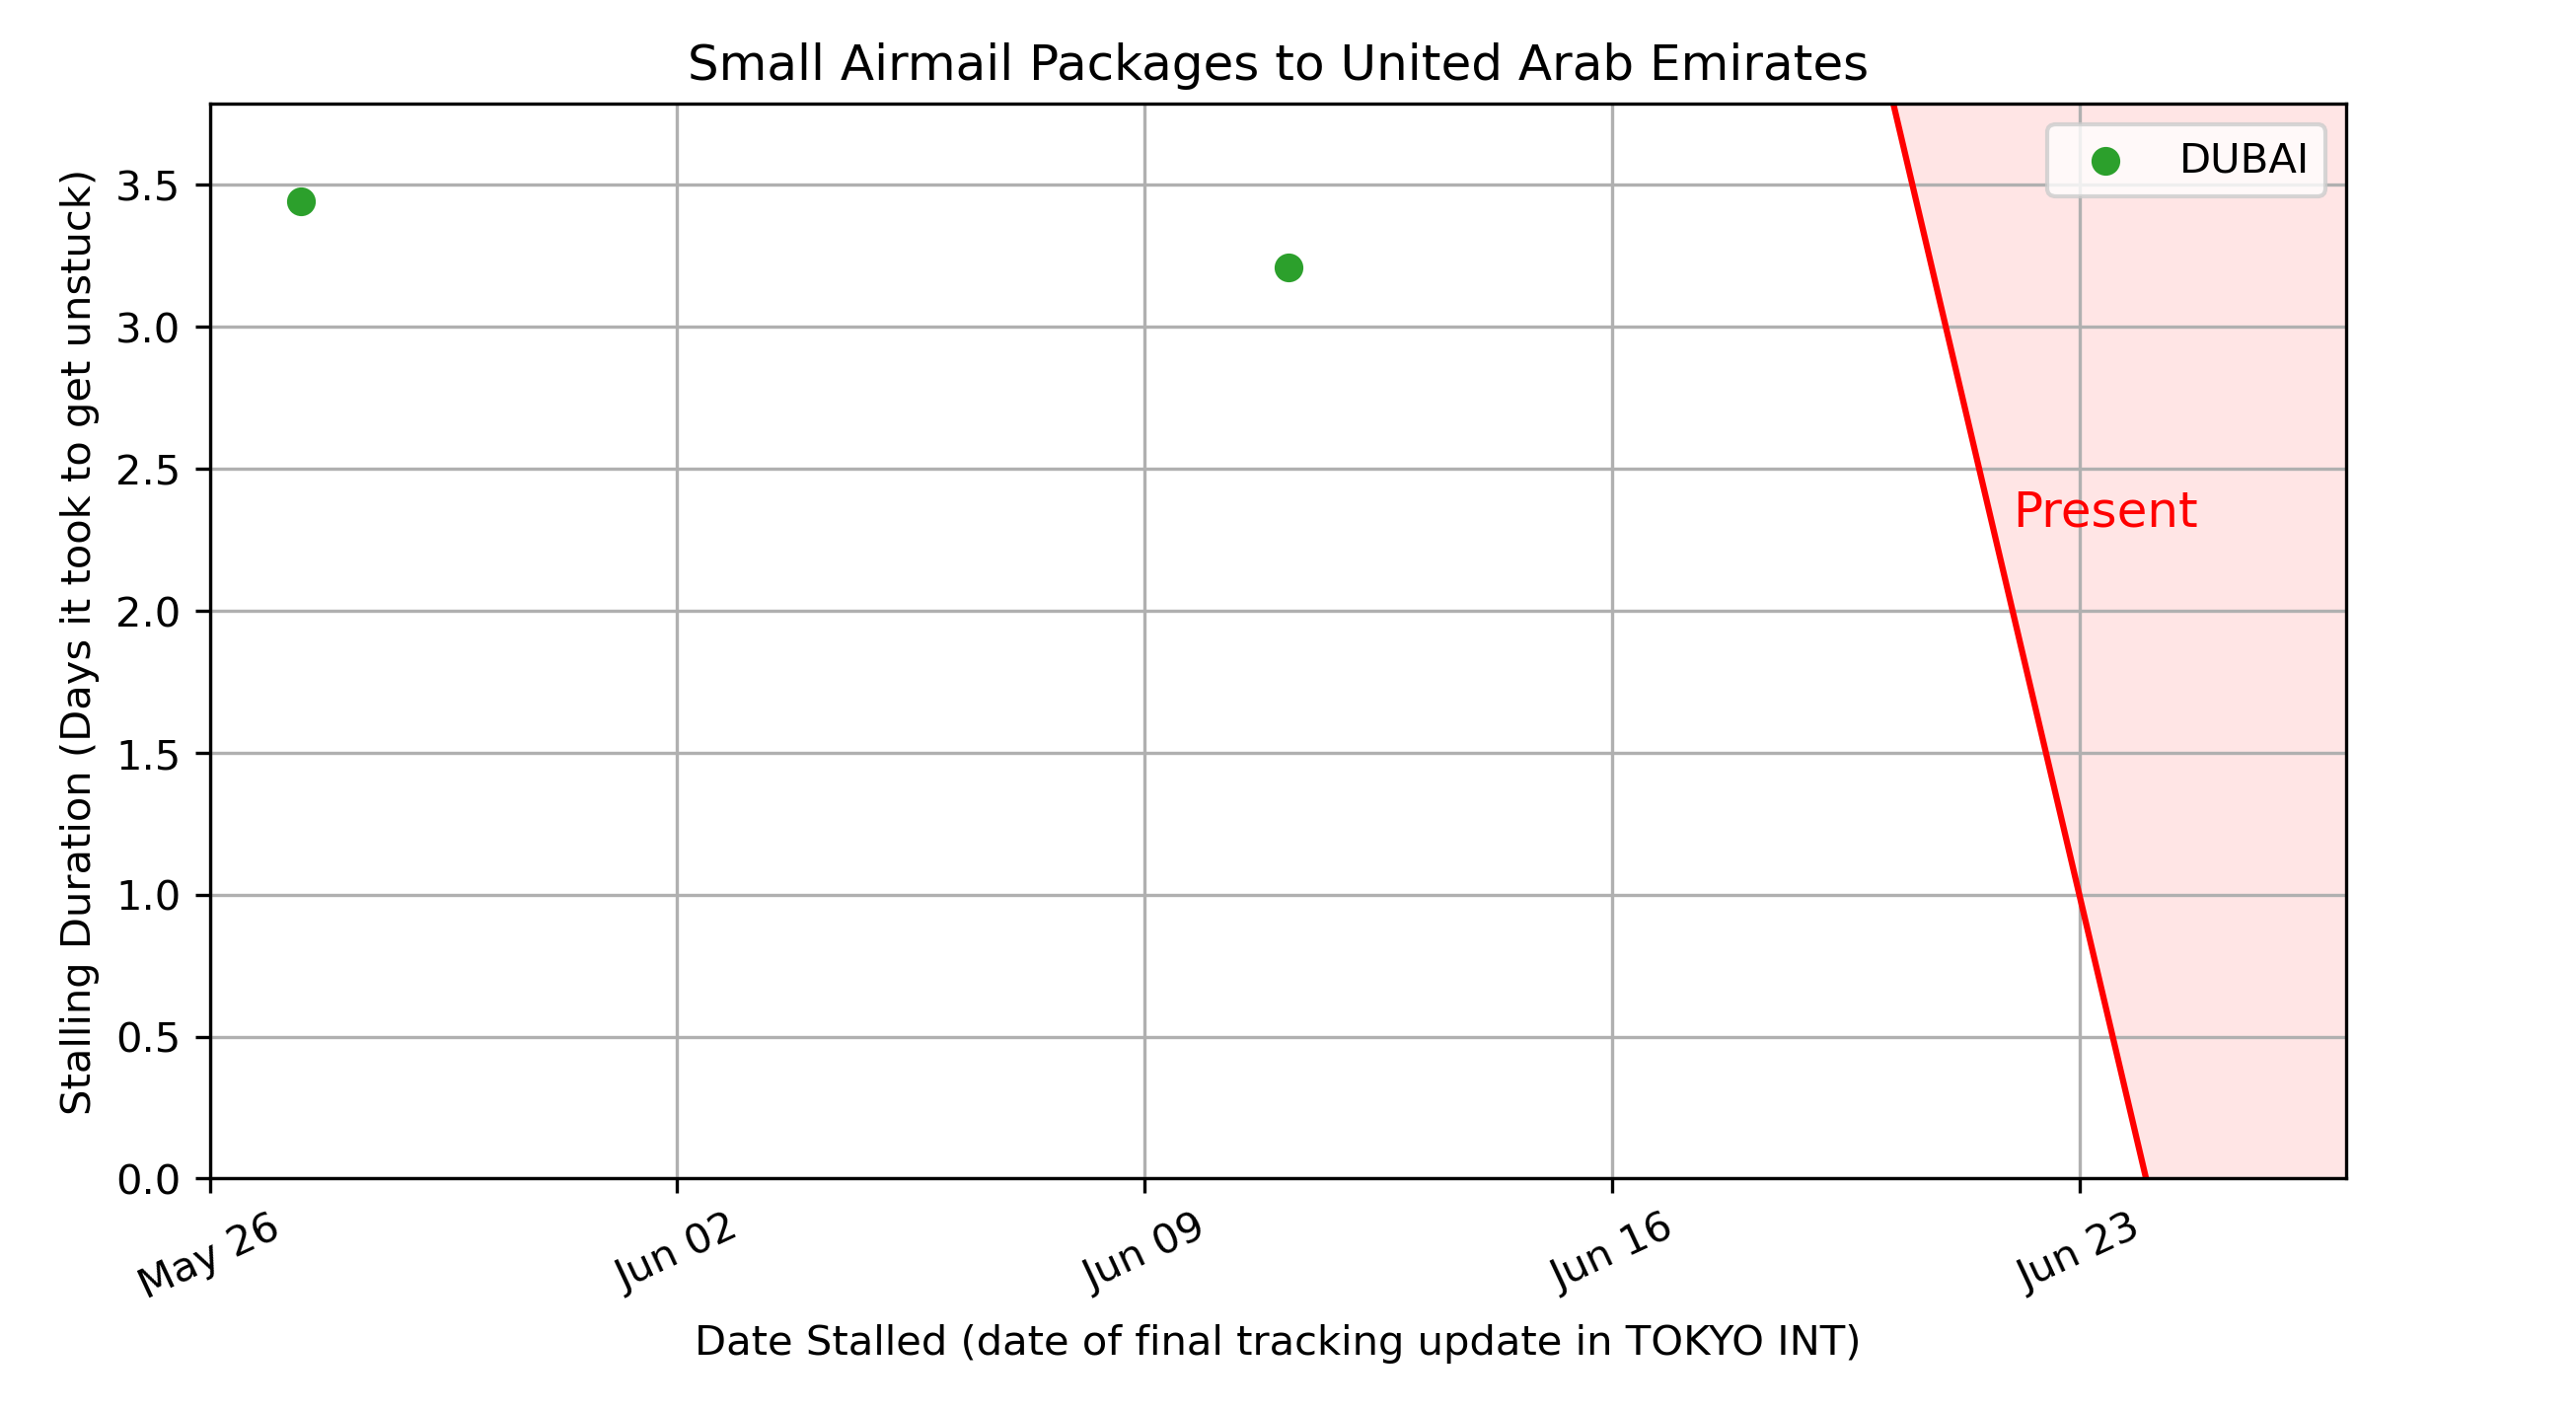 Small Airmail Packages to United Arab Emirates
DUBAI
Present
Stalling Duration (Days it took to get unstuck)
3.5
3.0
2.5
2.0
1.5
1.0
0.5
0.0
May 26
Jun 02
Jun 09
Jun 16
Jun 23
Date Stalled (date of final tracking update in TOKYO INT)